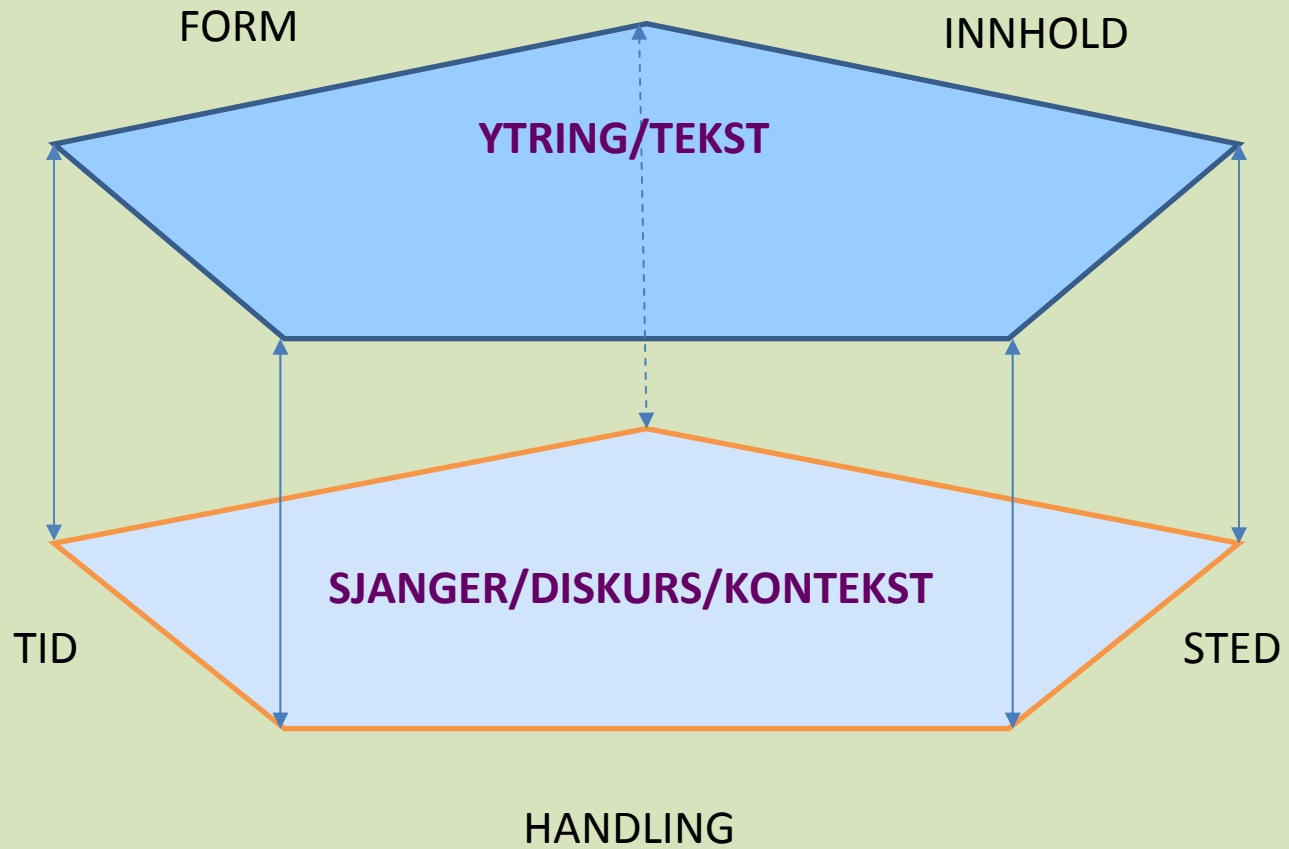 FORM
INNHOLD
YTRING/TEKST
SJANGER/DISKURS/KONTEKST
TID
STED
HANDLING